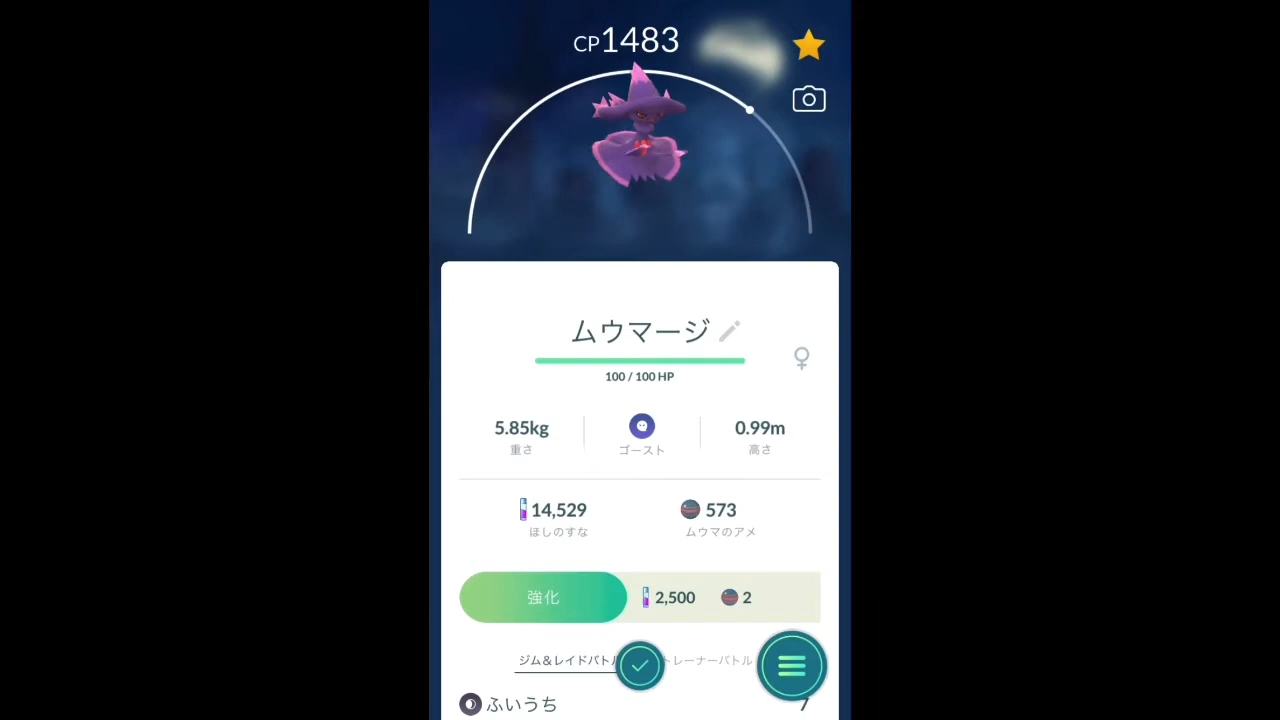 CP1483
ムウマージ
100 / 100 HP
5.85kg
重さ
ゴースト
0.99m
高さ
14,529
ほしのすな
573
ムウマのアメ
強化
2,500
2
ジム＆レイドバトル
トレーナーバトル
ふいうち
7